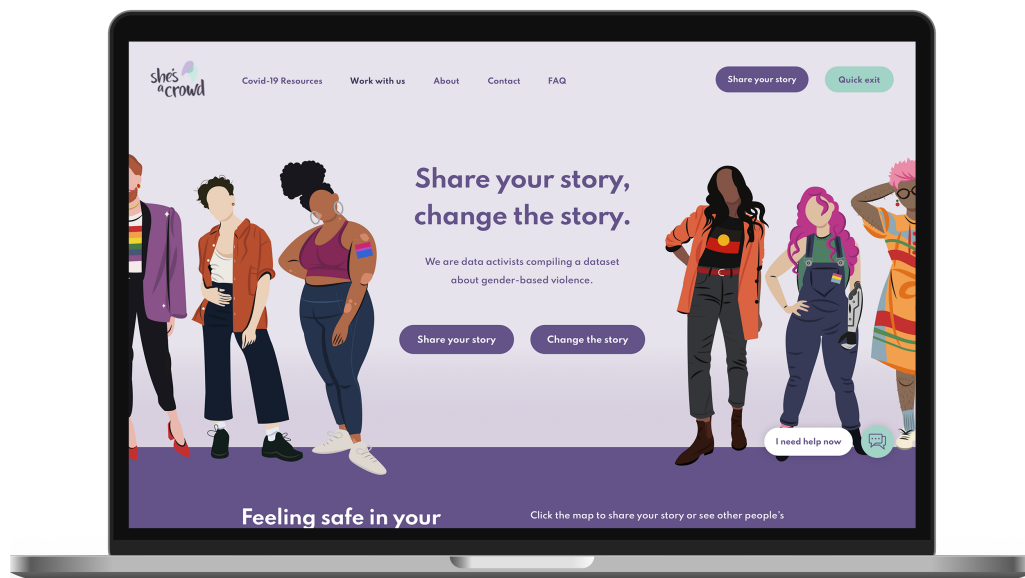 she's
a crowd
Covid-19 Resources
Work with us
About
Contact
FAQ
Share your story
Quick exit
Share your story,
change the story.
We are data activists compiling a dataset
about gender-based violence.
Share your story
Change the story
I need help now
Feeling safe in your
Click the map to share your story or see other people's